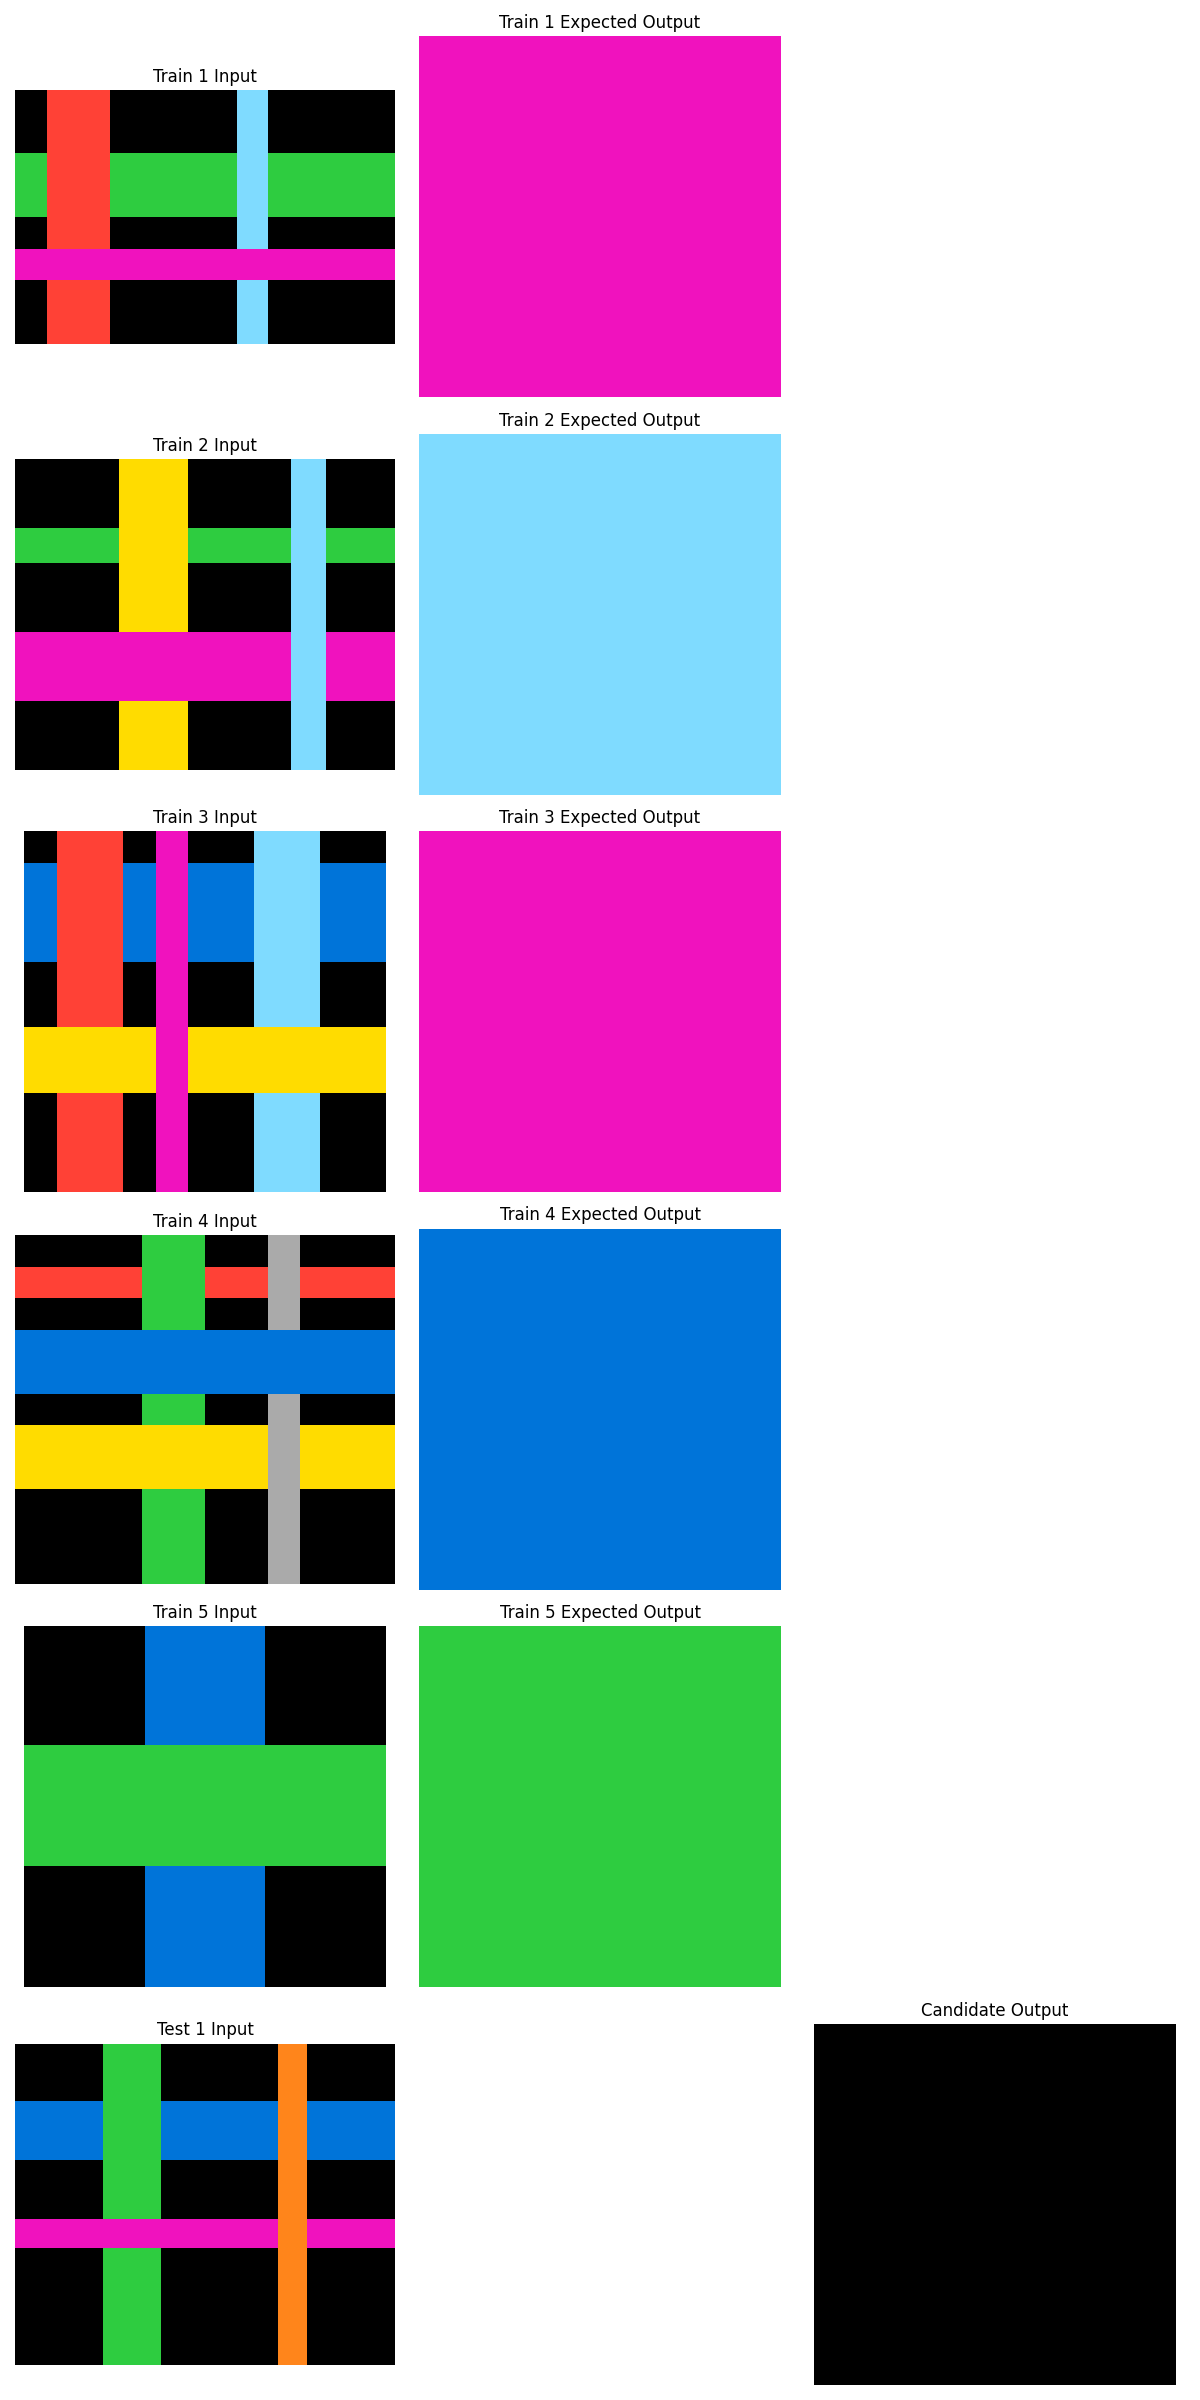 Train 1 Expected Output
Train 1 Input
Train 2 Expected Output
Train 2 Input
Train 3 Input
Train 3 Expected Output
Train 4 Expected Output
Train 4 Input
Train 5 Input
Train 5 Expected Output
Candidate Output
Test 1 Input